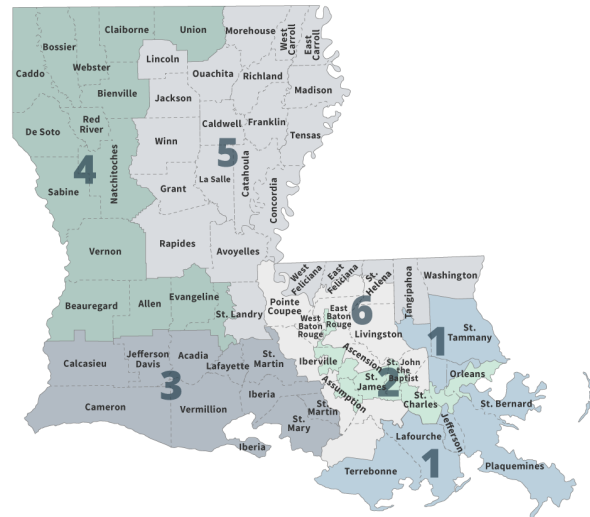 Claiborne
Union
Morehouse
West
Carroll
East
Carroll
Bossier
Webster
Caddo
Lincoln
Ouachita
Richland
Bienville
Jackson
Madison
De Soto
Red
River
Caldwell
Franklin
Tensas
Winn
5
4
Natchitoches
La Salle
Catahoula
Concordia
Sabine
Grant
Vernon
Rapides
Avoyelles
West
Feliciana
East
Feliciana
St.
Helena
Tangipahoa
Washington
Beauregard
Allen
Evangeline
St. Landry
Pointe
Coupee
West
Baton
Rouge
East
Baton
Rouge
6
Livingston
1
St.
Tammany
Calcasieu
Jefferson
Davis
Acadia
Lafayette
St.
Martin
Iberville
Ascension
St. John
the
Baptist
Orleans
3
Cameron
Vermillion
Iberia
St.
Martin
St.
Mary
Assumption
St.
James
2
St.
Charles
Jefferson
St. Bernard
Iberia
Lafourche
1
Terrebonne
Plaquemines